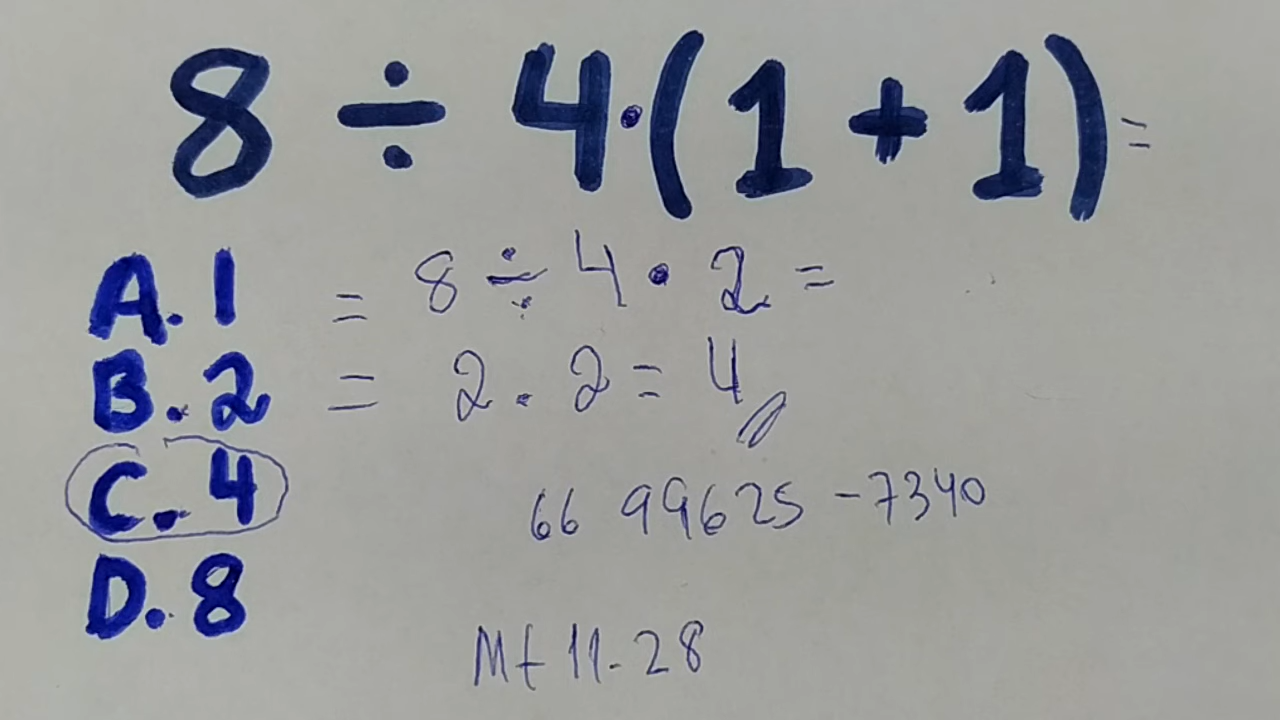 8 ÷ 4·(1 + 1) =
A. 1
= 8 ÷ 4 · 2 =
B. 2
= 2 . 2 = 4
C. 4
66 99625 - 7340
D. 8
Mt 11-28